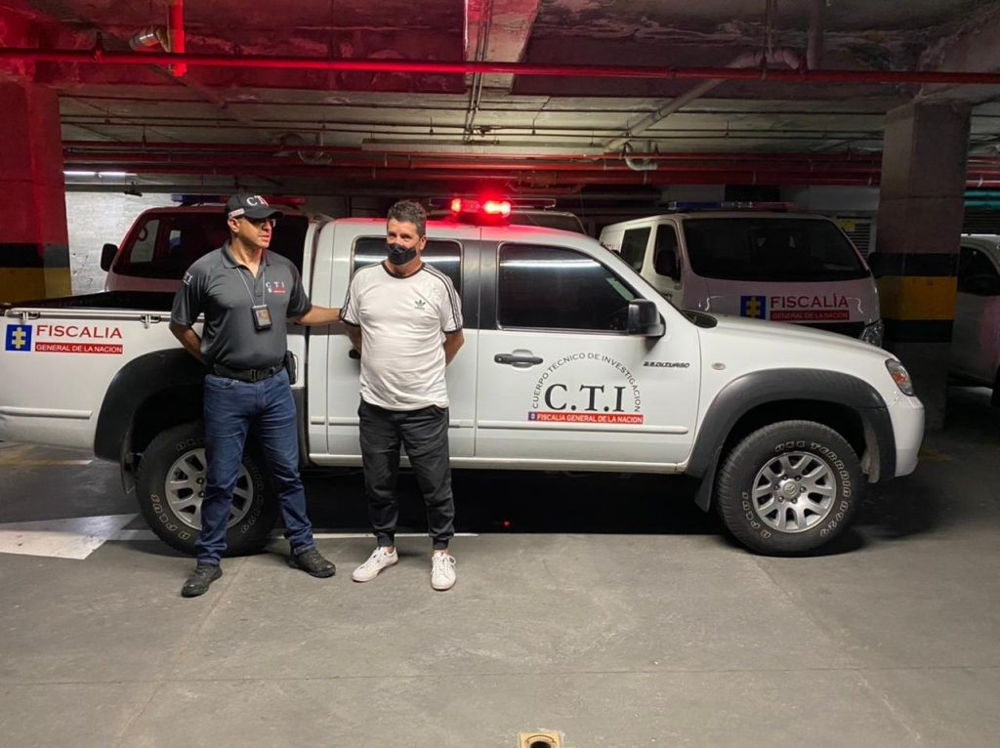 C.T.I
C.T.I
adidas
FISCALIA
GENERAL DE LA NACION
CUERPO TECNICO DE INVESTIGACION
C.T.I
FISCALIA GENERAL DE LA NACION
FISCALIA
GENERAL DE LA NACION